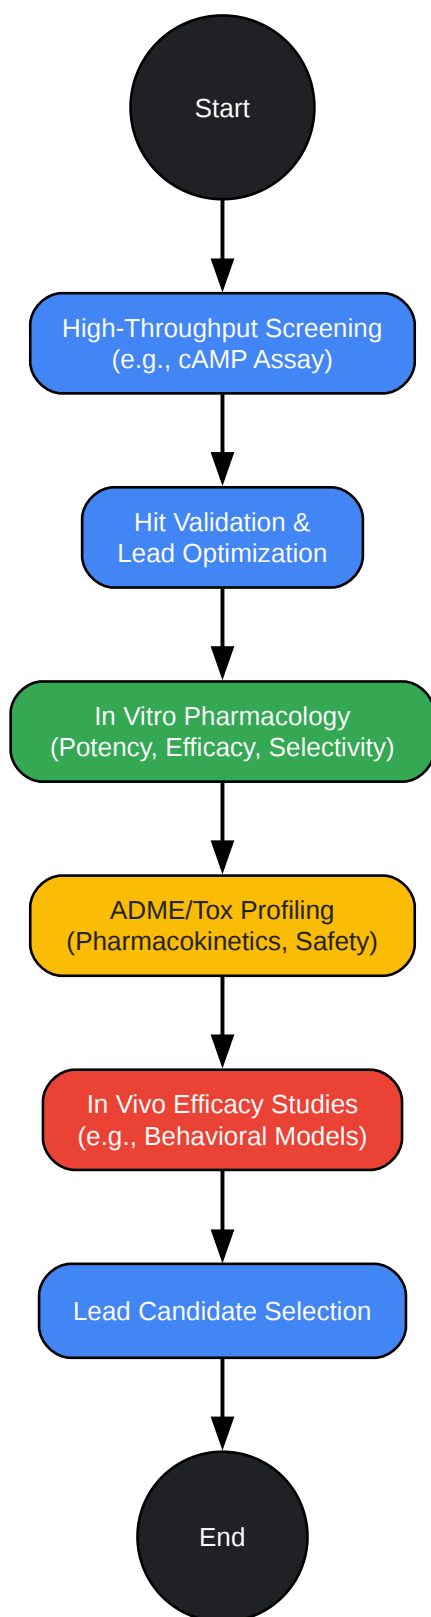 Start
High-Throughput Screening
(e.g., cAMP Assay)
Hit Validation &
Lead Optimization
In Vitro Pharmacology
(Potency, Efficacy, Selectivity)
ADME/Tox Profiling
(Pharmacokinetics, Safety)
In Vivo Efficacy Studies
(e.g., Behavioral Models)
Lead Candidate Selection
End